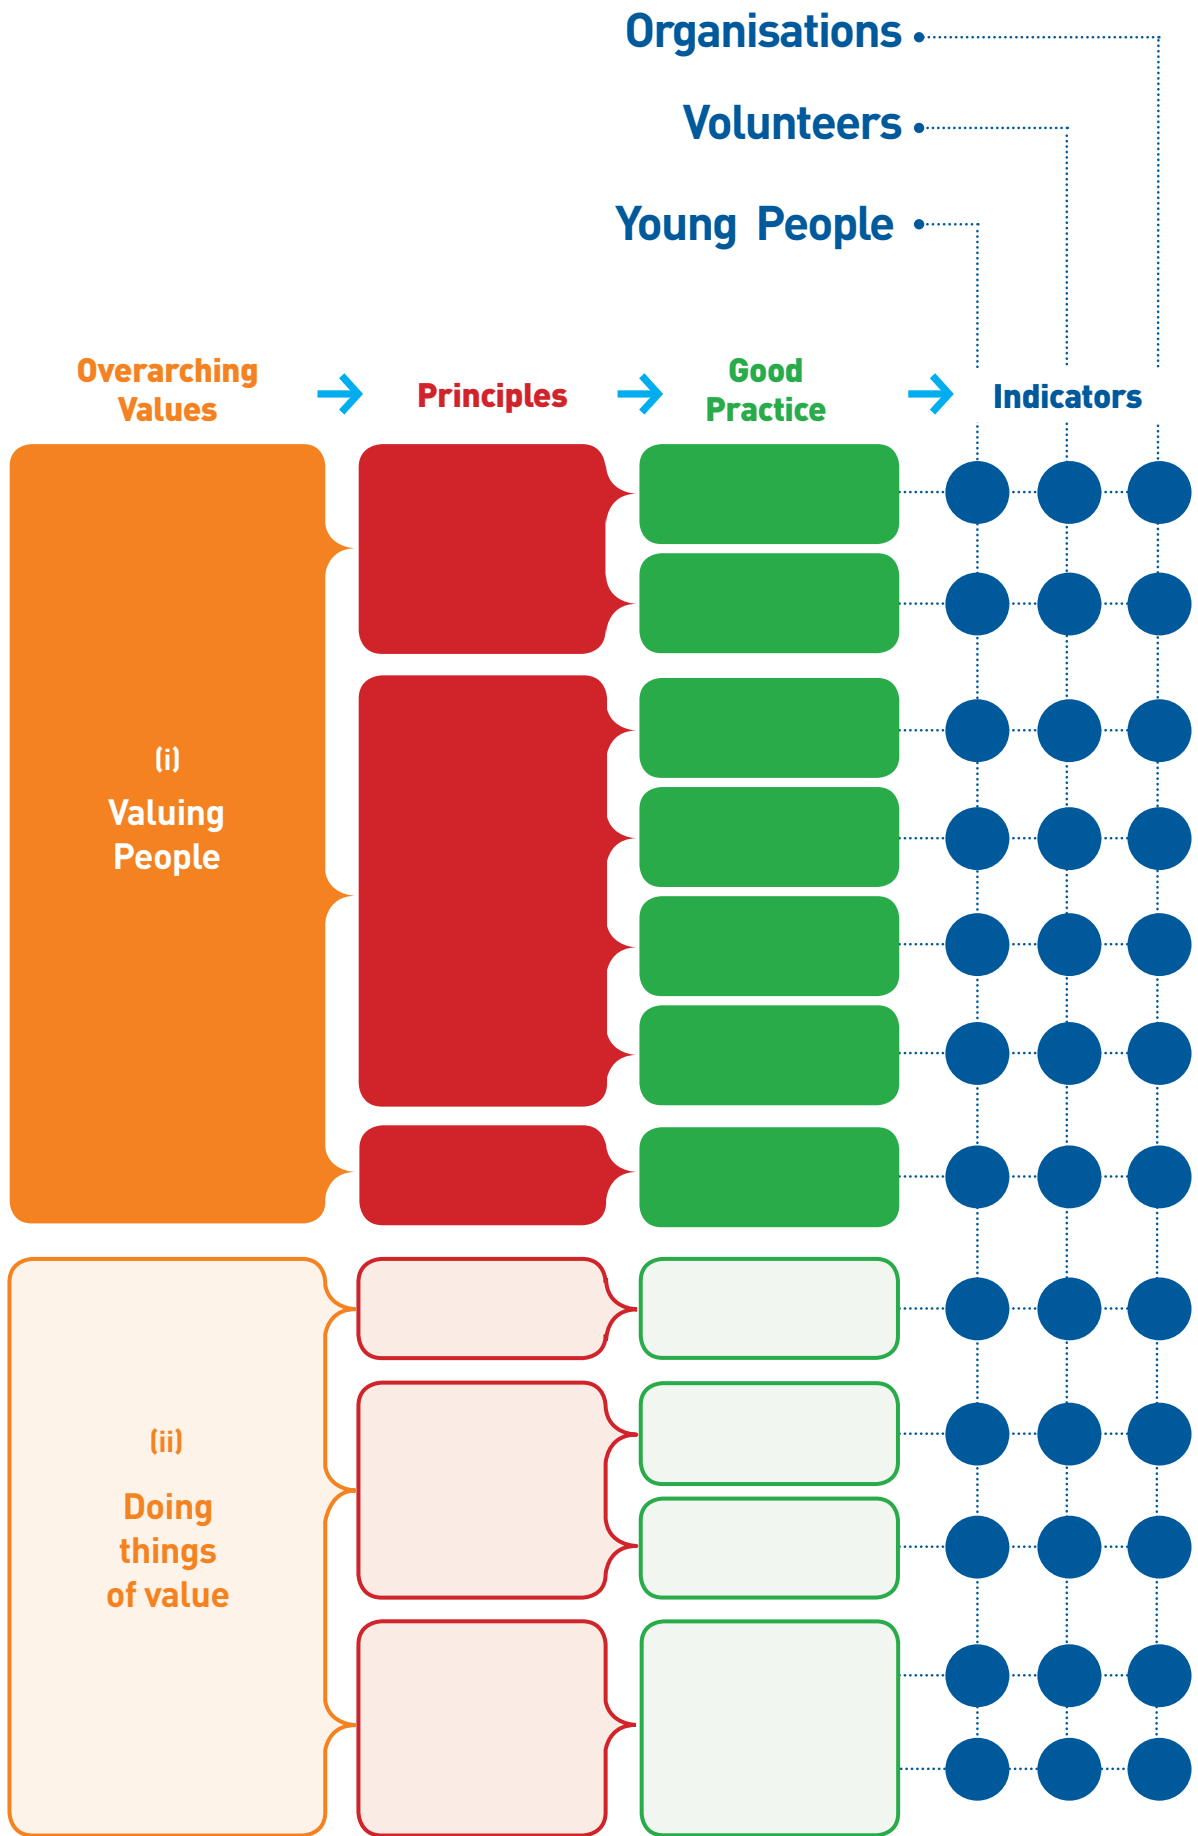 Organisations
Volunteers
Young People
Overarching
Values
Principles
Good
Practice
Indicators
(i)
Valuing
People
(ii)
Doing
things
of value